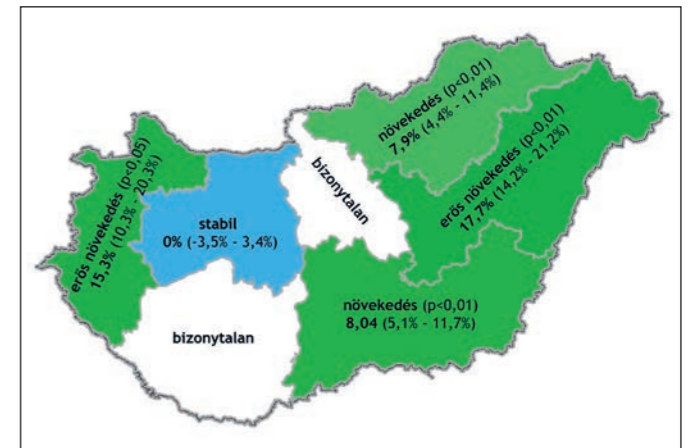 növekedés (p<0,01)
7,9% (4,4% - 11,4%)
erős növekedés (p<0,01)
17,7% (14,2% - 21,2%)
bizonytalan
erős növekedés (p<0,05)
15,3% (10,3% - 20,3%)
stabil
0% (-3,5% - 3,4%)
növekedés (p<0,01)
8,04 (5,1% - 11,7%)
bizonytalan